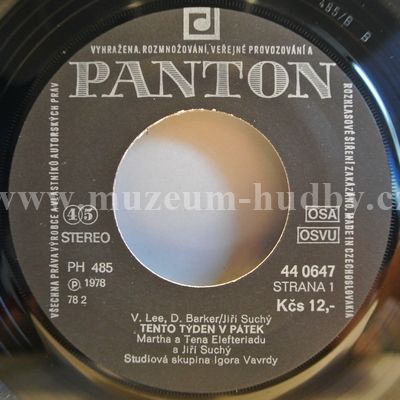 485/B B
VYHRAŽENA. ROZMNOŽOVÁNÍ, VEŘEJNÉ PROVOZOVÁNÍ A
PANTON
VŠECHNA PRÁVA VÝROBCE A VLASTNÍKŮ AUTORSKÝCH PRÁV
ROZHLASOVÉ ŠÍŘENÍ ZAKÁZÁNO. MADE IN CZECHOSLOVAKIA
www.muzeum-hudby.c
45
STEREO
OSA
OSVU
PH 485
℗ 1978
78 2
44 0647
STRANA 1
Kčs 12,-
V. Lee, D. Barker/Jiří Suchý
TENTO TÝDEN V PÁTEK
Martha a Tena Elefteriadu
a Jiří Suchý
Studiová skupina Igora Vavrdy